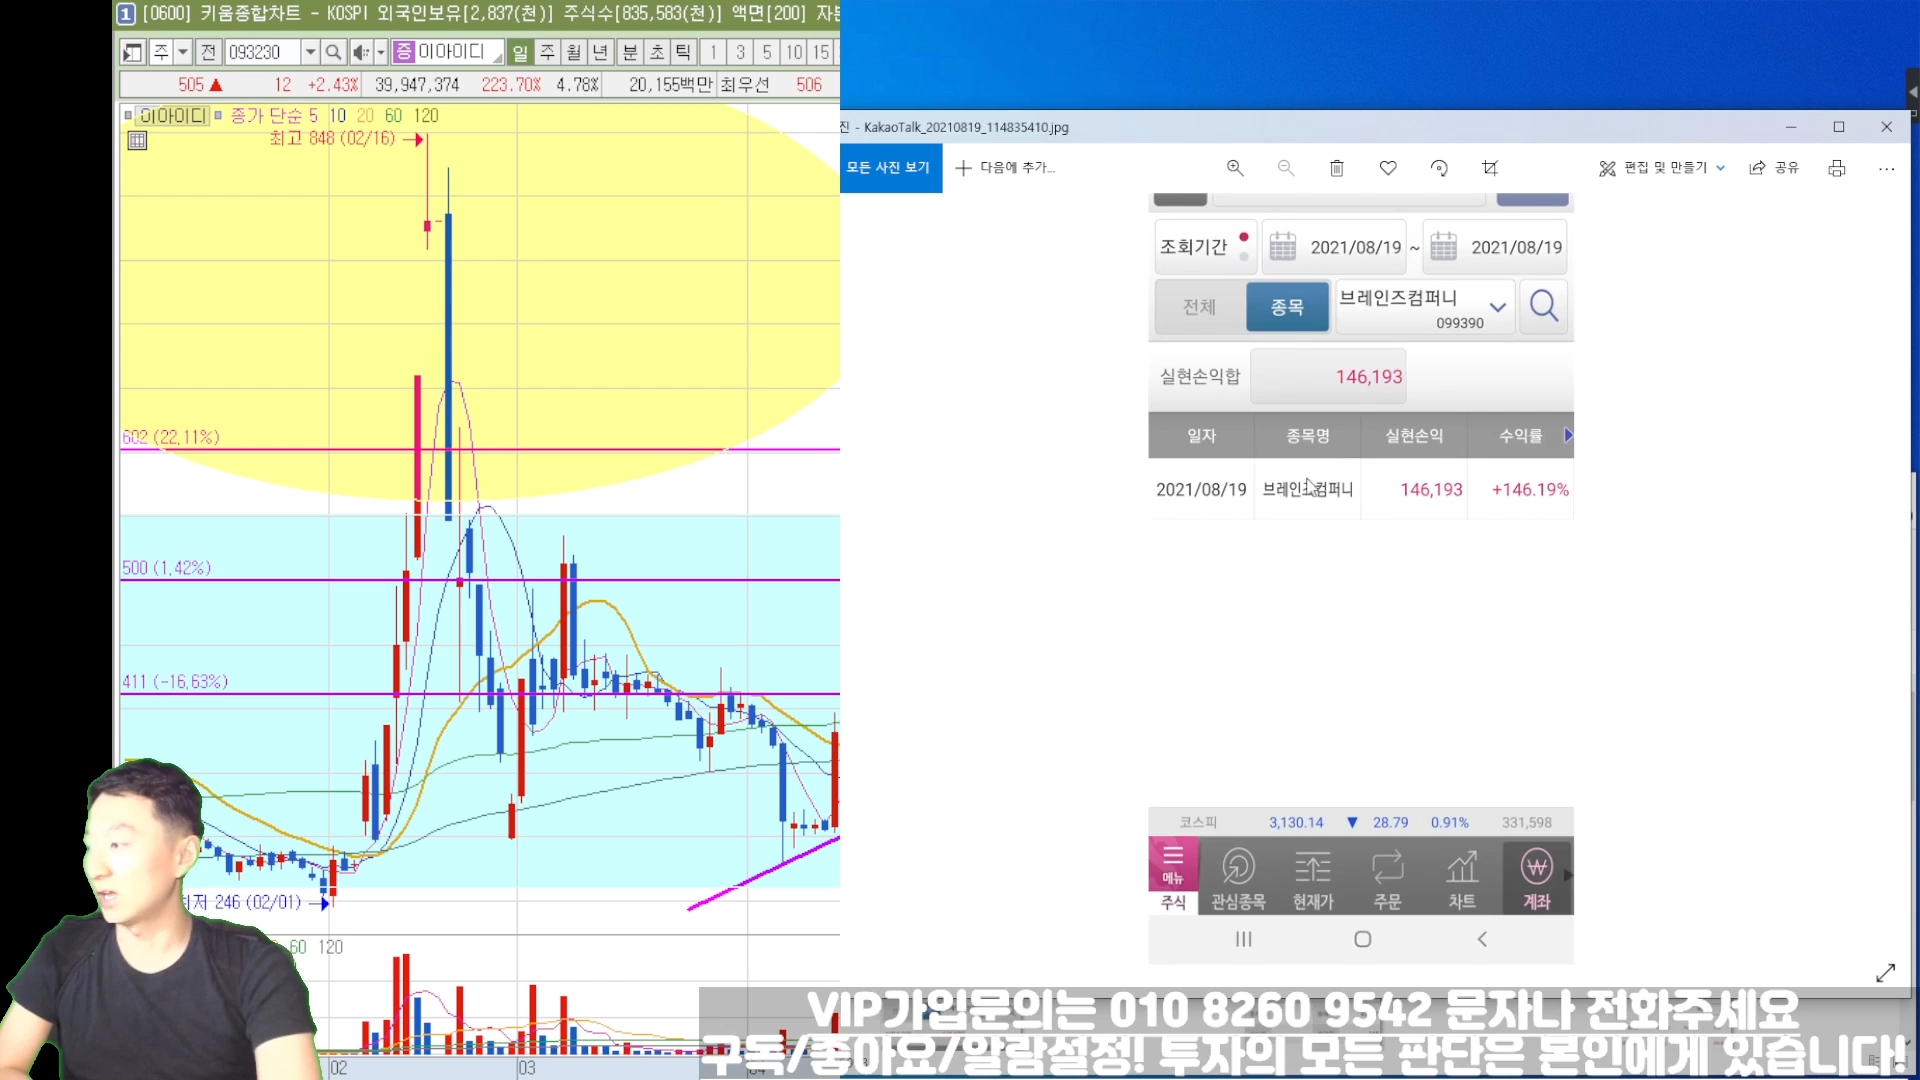 1 [0600] 키움종합차트 - KOSPI 외국인보유[2,837(천)] 주식수[835,583(천)] 액면[200]
주 전 093230 증 이아이디 일 주 월 년 분 초 틱 1 3 5 10 15
505 ▲ 12 +2.43% 39,947,374 223.70% 4.78% 20,155백만 최우선 506
이아이디 종가 단순 5 10 20 60 120
최고 848 (02/16)
602 (22,11%)
500 (1,42%)
411 (-16,63%)
246 (02/01)
60 120
02 03
- KakaoTalk_20210819_114835410.jpg
모든 사진 보기 다음에 추가... 편집 및 만들기 공유
조회기간 2021/08/19 ~ 2021/08/19
전체 종목 브레인즈컴퍼니
099390
실현손익합 146,193
일자 종목명 실현손익 수익률
2021/08/19 브레인즈컴퍼니 146,193 +146.19%
코스피 3,130.14 ▼ 28.79 0.91% 331,598
메뉴
주식 관심종목 현재가 주문 차트 계좌
VIP가입문의는 010 8260 9542 문자나 전화주세요
구독/좋아요/알람설정! 투자의 모든 판단은 본인에게 있습니다!